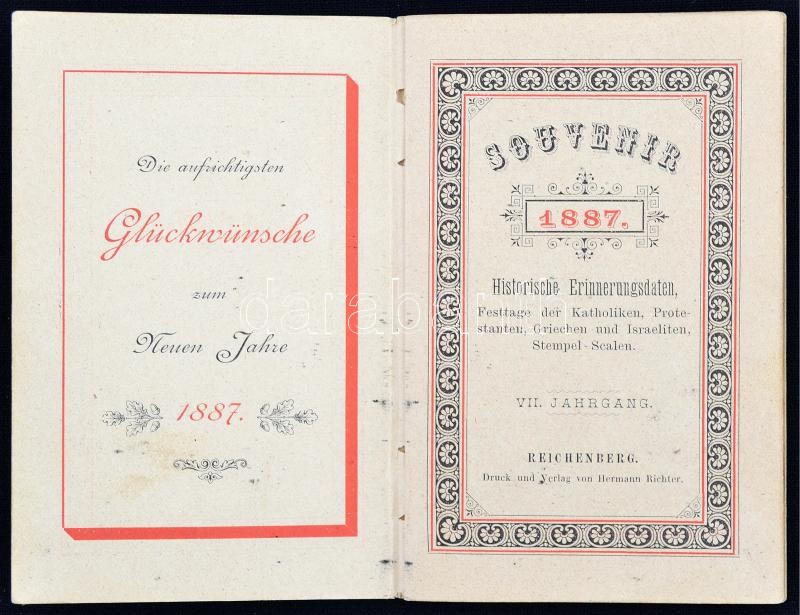 Die aufrichtigsten
Glückwünsche
zum
Neuen Jahre
1887.
SOUVENIR
1887.
Historische Erinnerungsdaten,
Festtage der Katholiken, Prote-
stanten, Griechen und Israeliten,
Stempel-Scalen.
VII. JAHRGANG.
REICHENBERG.
Druck und Verlag von Hermann Richter.
darabanth